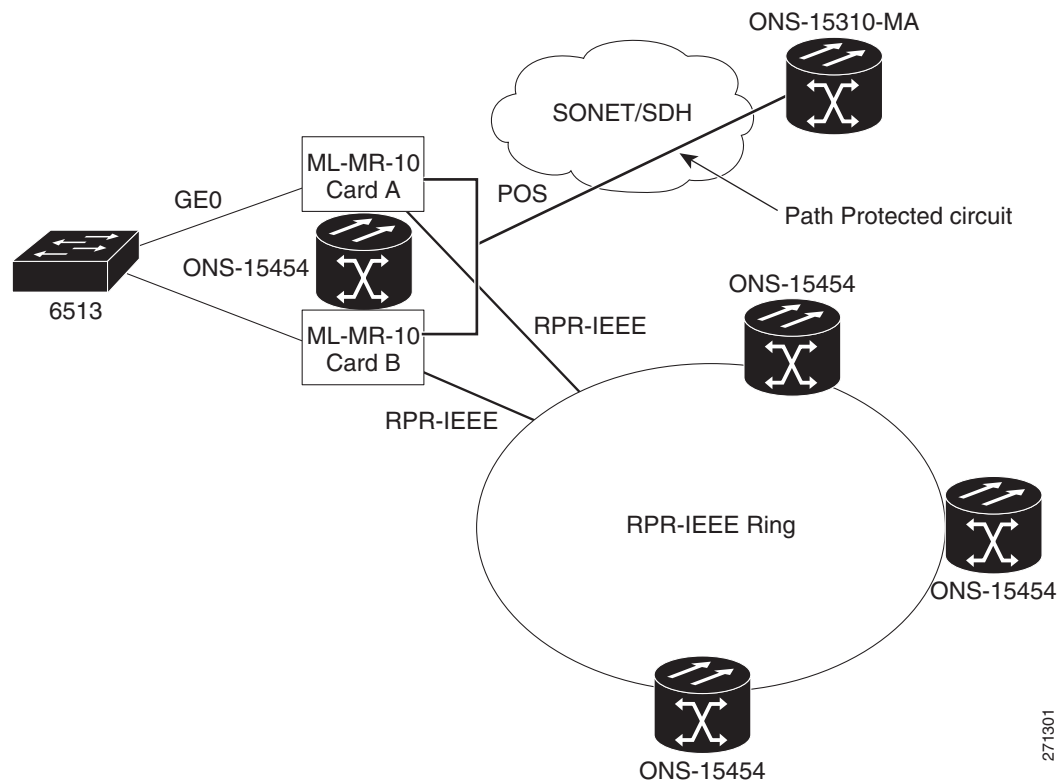 ONS-15310-MA
SONET/SDH
ML-MR-10
Card A
GE0
POS
Path Protected circuit
ONS-15454
6513
ONS-15454
ML-MR-10
Card B
RPR-IEEE
RPR-IEEE
RPR-IEEE Ring
ONS-15454
ONS-15454
271301